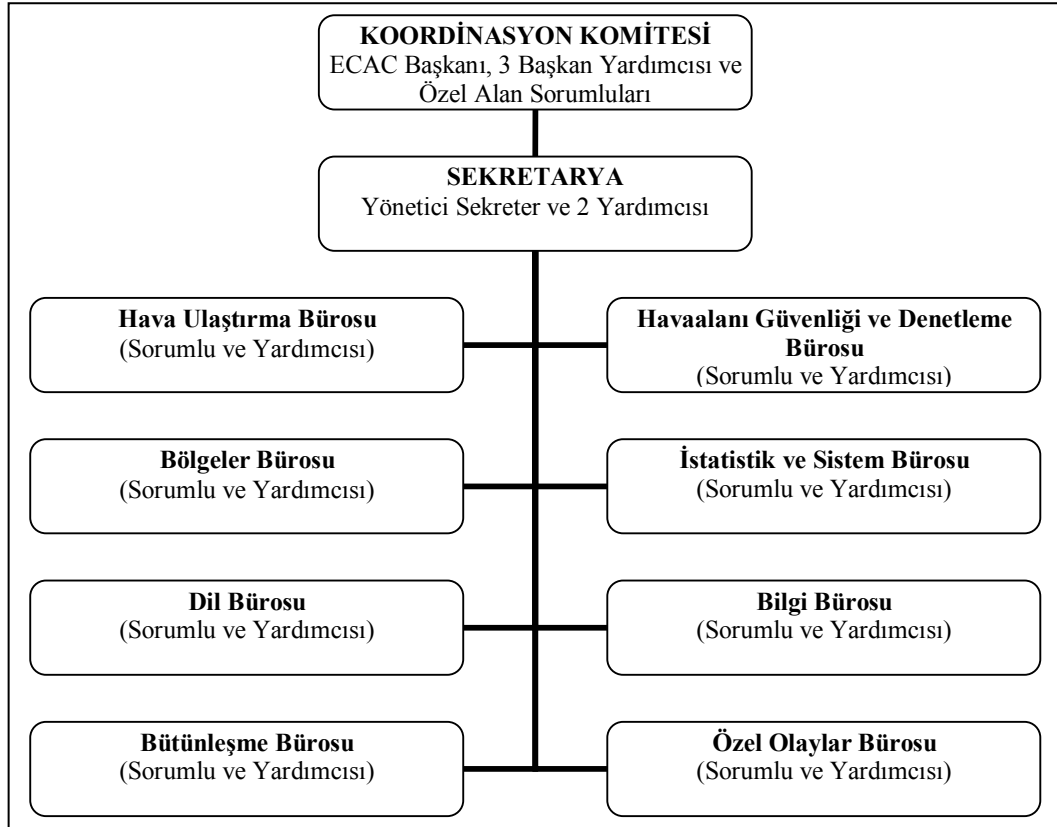 KOORDİNASYON KOMİTESİ
ECAC Başkanı, 3 Başkan Yardımcısı ve
Özel Alan Sorumluları
SEKRETARYA
Yönetici Sekreter ve 2 Yardımcısı
Hava Ulaştırma Bürosu
(Sorumlu ve Yardımcısı)
Havaalanı Güvenliği ve Denetleme
Bürosu
(Sorumlu ve Yardımcısı)
Bölgeler Bürosu
(Sorumlu ve Yardımcısı)
İstatistik ve Sistem Bürosu
(Sorumlu ve Yardımcısı)
Dil Bürosu
(Sorumlu ve Yardımcısı)
Bilgi Bürosu
(Sorumlu ve Yardımcısı)
Bütünleşme Bürosu
(Sorumlu ve Yardımcısı)
Özel Olaylar Bürosu
(Sorumlu ve Yardımcısı)